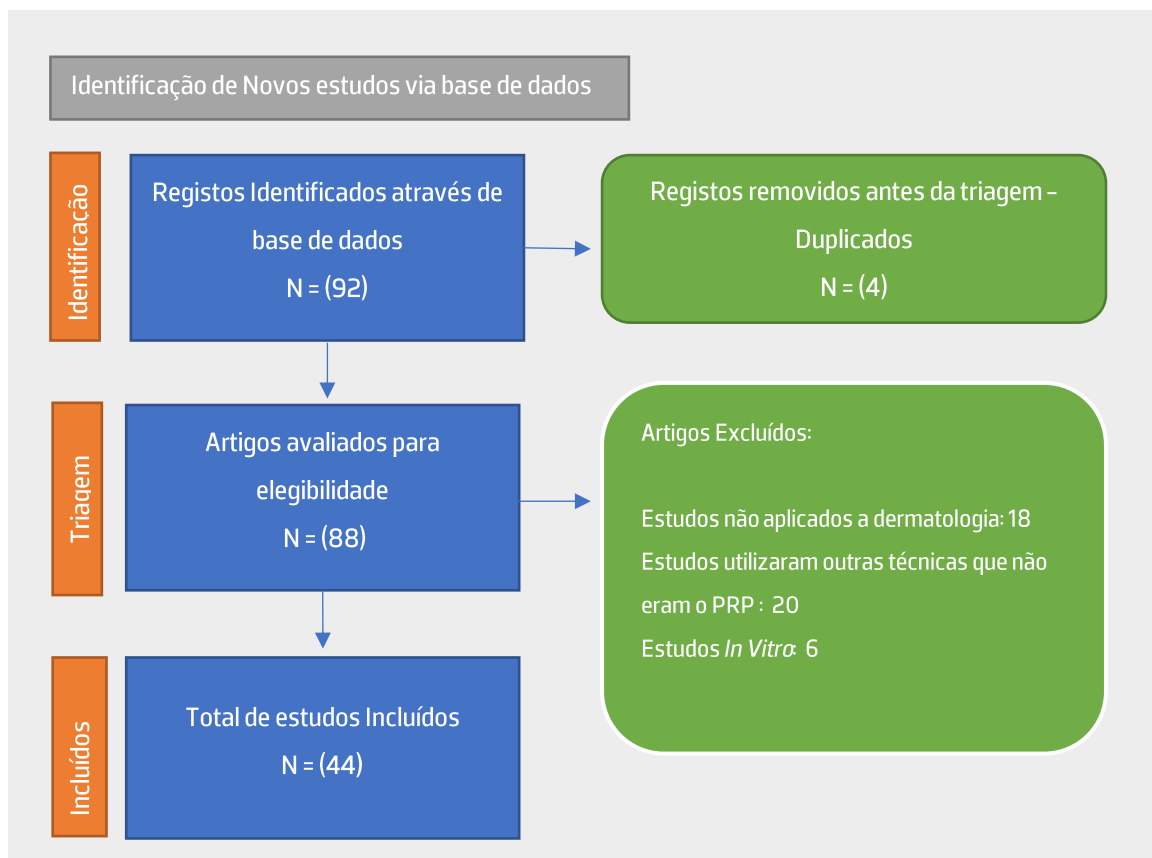 Identificação de Novos estudos via base de dados
Identificação
Registos Identificados através de
base de dados
N = (92)
Registos removidos antes da triagem –
Duplicados
N = (4)
Triagem
Artigos avaliados para
elegibilidade
N = (88)
Artigos Excluídos:
Estudos não aplicados a dermatologia: 18
Estudos utilizaram outras técnicas que não
eram o PRP : 20
Estudos In Vitro: 6
Incluídos
Total de estudos Incluídos
N = (44)